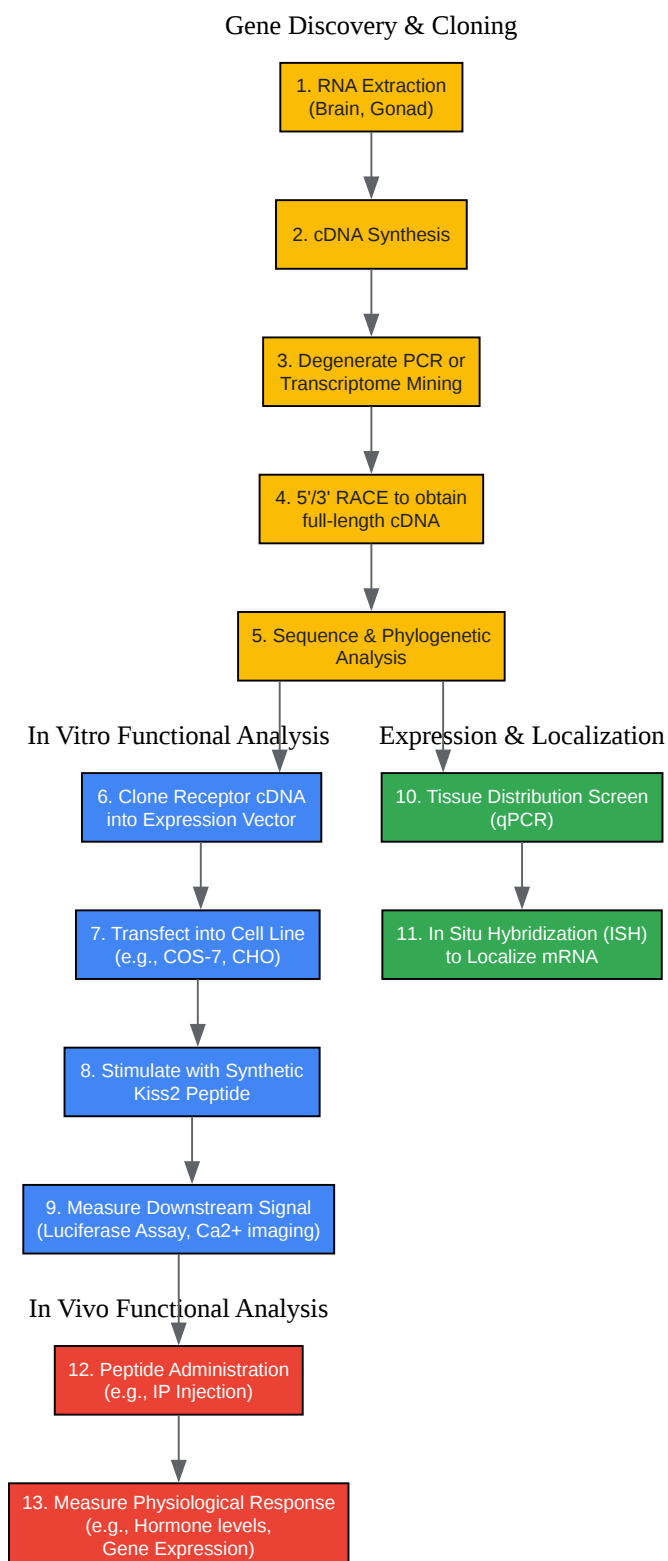 Gene Discovery & Cloning
1. RNA Extraction
(Brain, Gonad)
2. cDNA Synthesis
3. Degenerate PCR or
Transcriptome Mining
4. 5'/3' RACE to obtain
full-length cDNA
5. Sequence & Phylogenetic
Analysis
In Vitro Functional Analysis
6. Clone Receptor cDNA
into Expression Vector
7. Transfect into Cell Line
(e.g., COS-7, CHO)
8. Stimulate with Synthetic
Kiss2 Peptide
9. Measure Downstream Signal
(Luciferase Assay, Ca2+ imaging)
Expression & Localization
10. Tissue Distribution Screen
(qPCR)
11. In Situ Hybridization (ISH)
to Localize mRNA
In Vivo Functional Analysis
12. Peptide Administration
(e.g., IP Injection)
13. Measure Physiological Response
(e.g., Hormone levels,
Gene Expression)